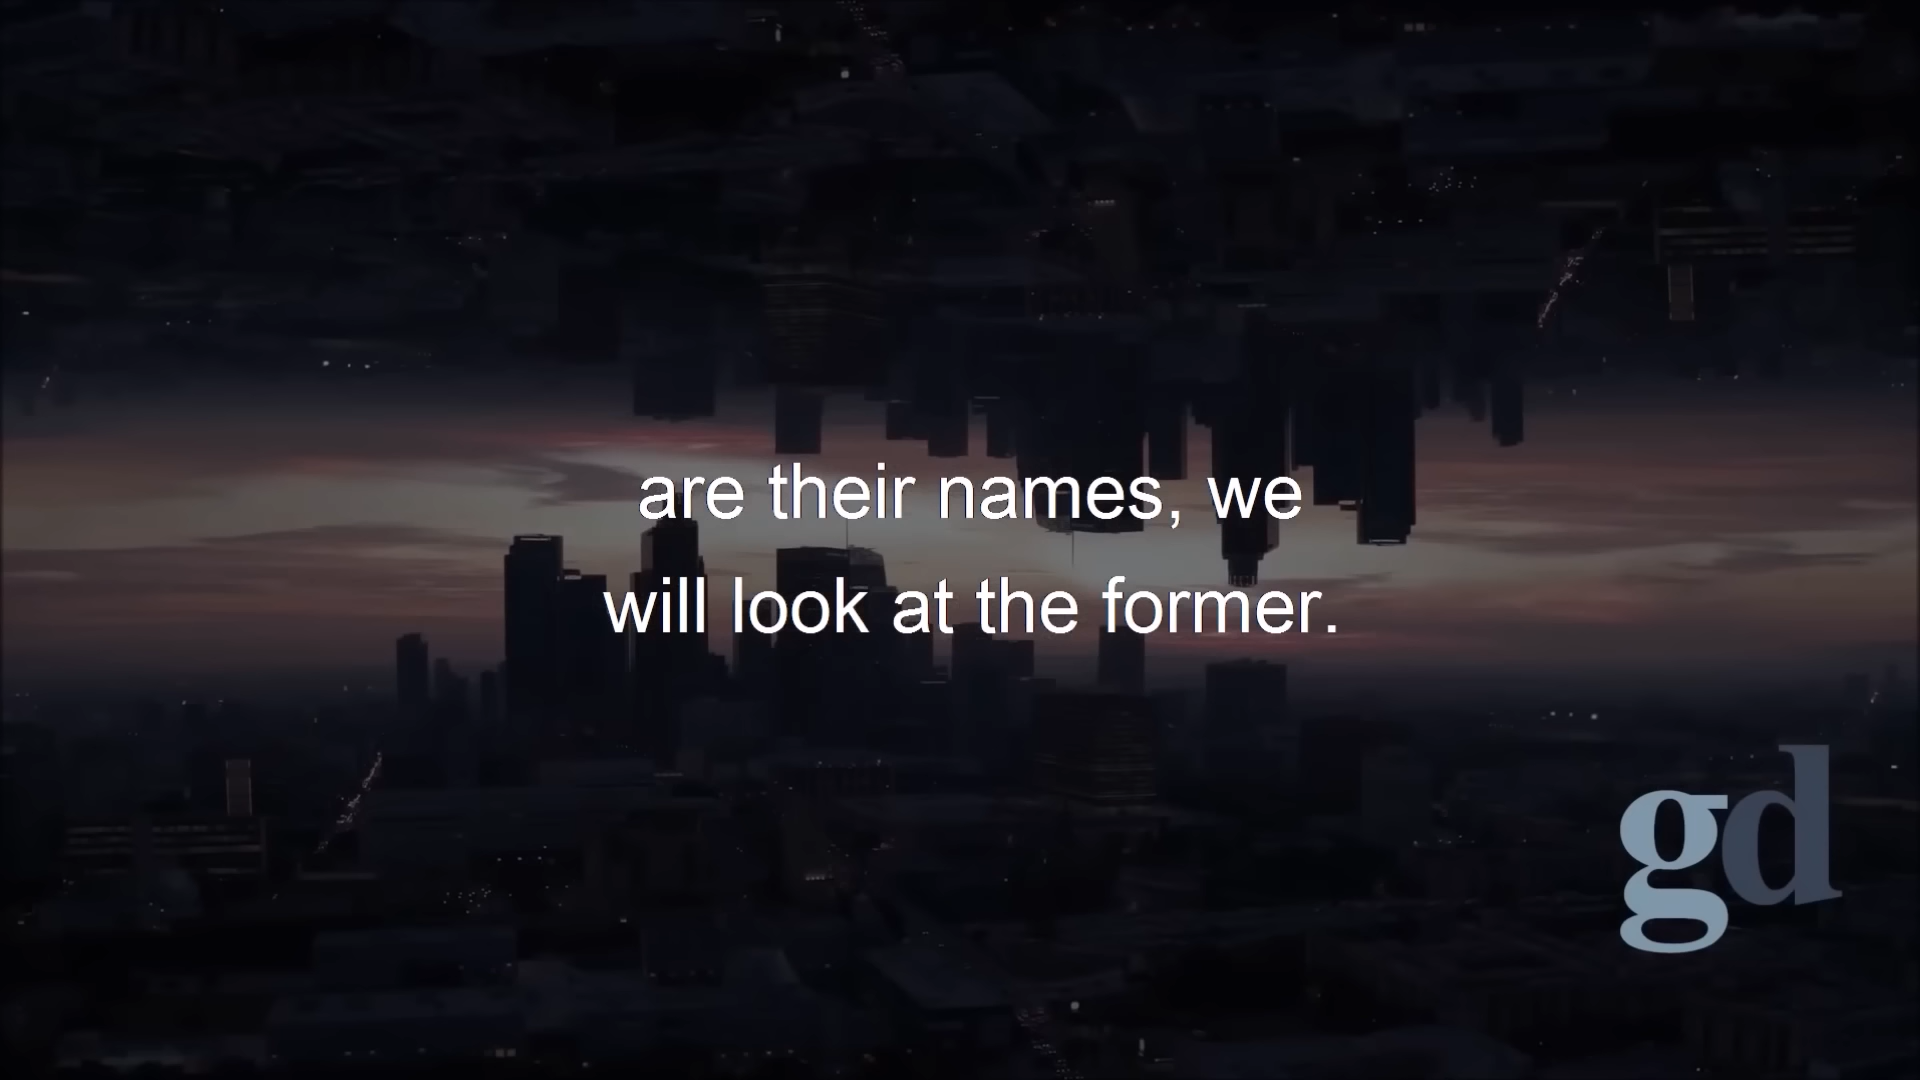 are their names, we
will look at the former.
gd